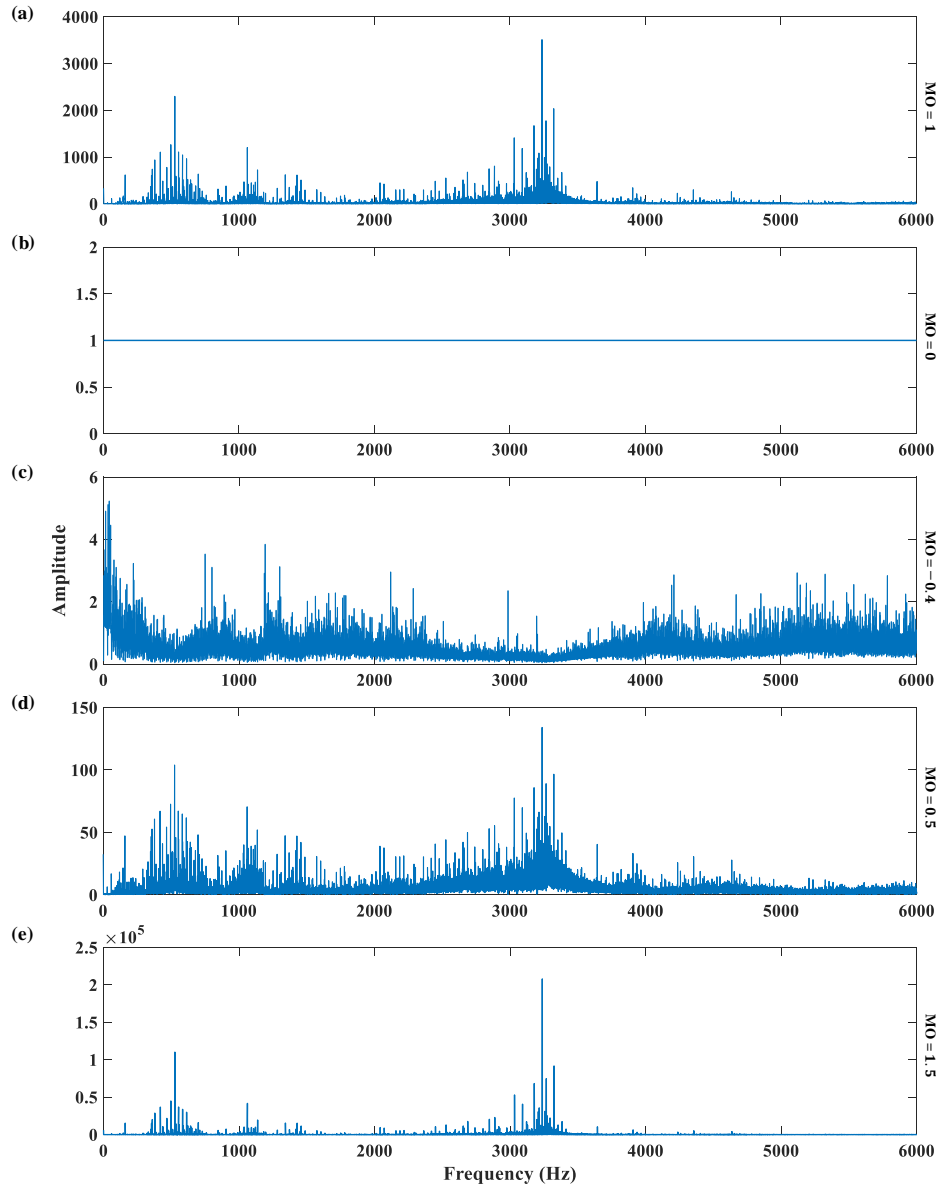 (a)
4000
3000
2000
1000
0
0 1000 2000 3000 4000 5000 6000
MO = 1
(b)
2
1.5
1
0.5
0
0 1000 2000 3000 4000 5000 6000
MO = 0
(c)
6
4
2
0
0 1000 2000 3000 4000 5000 6000
MO = −0.4
Amplitude
(d)
150
100
50
0
0 1000 2000 3000 4000 5000 6000
MO = 0.5
(e)
×10^5
2.5
2
1.5
1
0.5
0
0 1000 2000 3000 4000 5000 6000
MO = 1.5
Frequency (Hz)